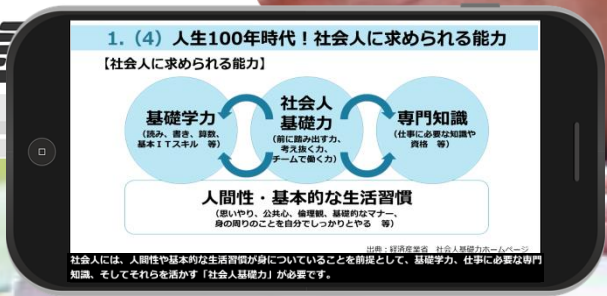 1.（4）人生100年時代！社会人に求められる能力
【社会人に求められる能力】
基礎学力
（読み、書き、算数、
基本ＩＴスキル　等）
社会人
基礎力
（前に踏み出す力、
考え抜く力、
チームで働く力）
専門知識
（仕事に必要な知識や
資格　等）
人間性・基本的な生活習慣
（思いやり、公共心、倫理観、基礎的なマナー、
身の周りのことを自分でしっかりとやる　等）
出典：経済産業省　社会人基礎力ホームページ
社会人には、人間性や基本的な生活習慣が身についていることを前提として、基礎学力、仕事に必要な専門
知識、そしてそれらを活かす「社会人基礎力」が必要です。